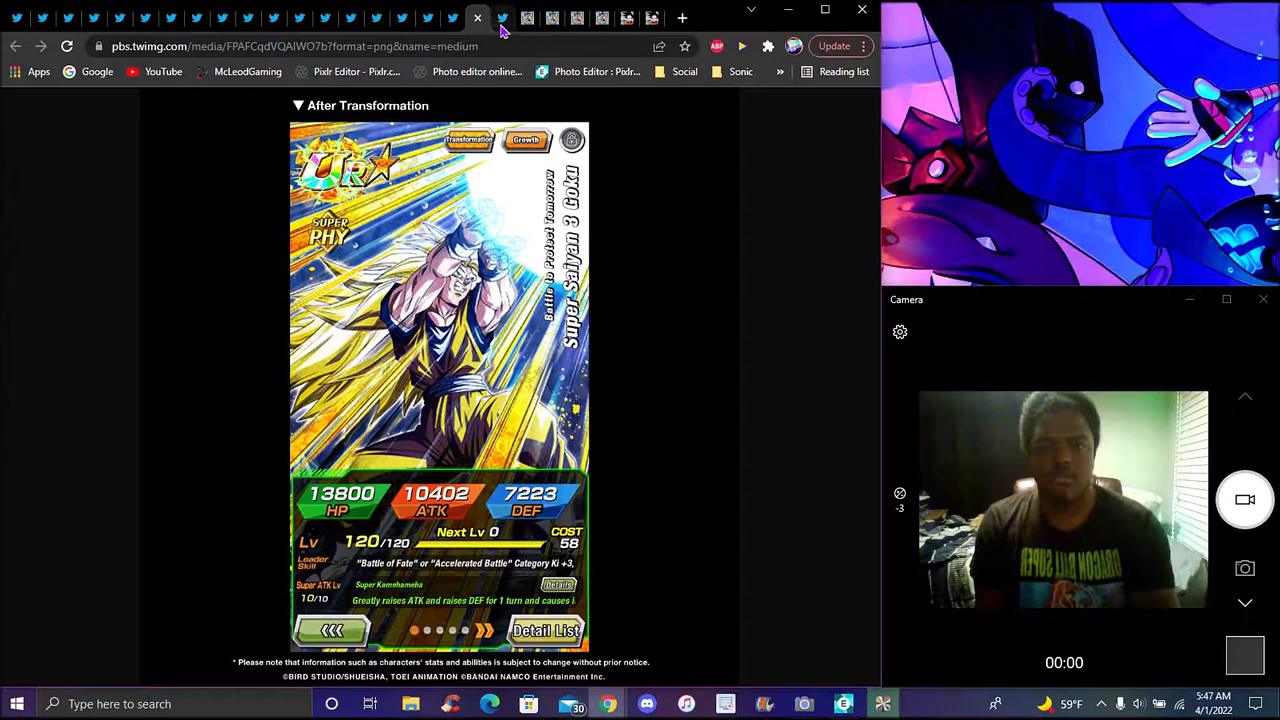 pbs.twimg.com/media/FPAFCqdVQAIWO7b?format=png&name=medium
ABP
Update
Apps
Google
YouTube
McLeodGaming
Pixlr Editor - Pixlr.c...
Photo editor online...
Photo Editor : Pixlr...
Social
Sonic
»
Reading list
▼ After Transformation
UR
Transformation
Growth
SUPER
PHY
Battle to Protect Tomorrow
Super Saiyan 3 Goku
13800
HP
10402
ATK
7223
DEF
Lv 120/120
Next Lv 0
COST
58
Leader
Skill
"Battle of Fate" or "Accelerated Battle" Category Ki +3,
Super ATK Lv
10/10
Super Kamehameha
Details
Greatly raises ATK and raises DEF for 1 turn and causes
Detail List
* Please note that information such as characters' stats and abilities is subject to change without prior notice.
©BIRD STUDIO/SHUEISHA, TOEI ANIMATION ©BANDAI NAMCO Entertainment Inc.
Camera
-3
DRAGON BALL SUPER
00:00
Type here to search
30
59°F
5:47 AM
4/1/2022